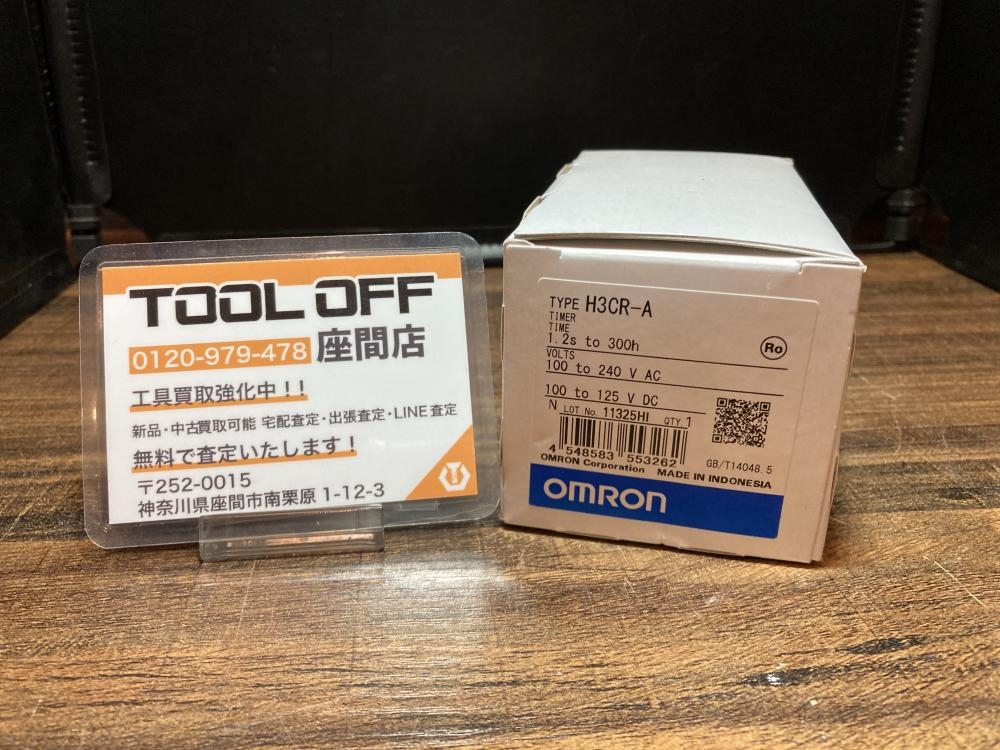 TOOL OFF
0120-979-478 座間店
工具買取強化中！！
新品・中古買取可能 宅配査定・出張査定・LINE査定
無料で査定いたします！
〒252-0015
神奈川県座間市南栗原 1-12-3
TYPE H3CR-A
TIMER
TIME
1.2s to 300h
Ro
VOLTS
100 to 240 V AC
100 to 125 V DC
N LOT No. 11325HI QTY 1
4 548583 553262
GB/T14048.5
OMRON Corporation MADE IN INDONESIA
OMRON